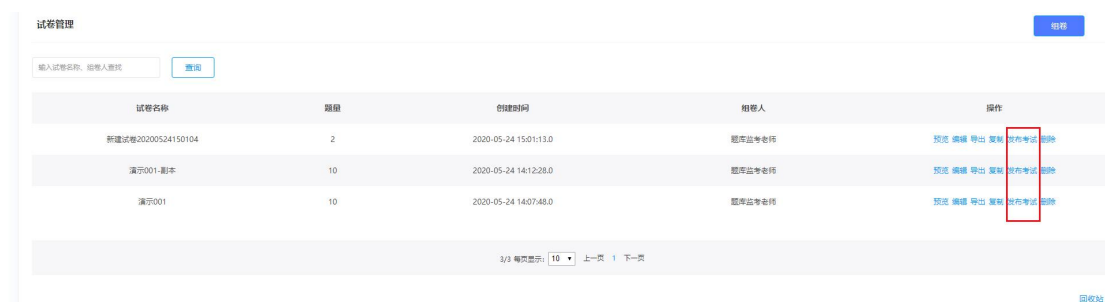 试卷管理
组卷
输入试卷名称、组卷人查找 查询
试卷名称 题量 创建时间 组卷人 操作
新建试卷20200524150104 2 2020-05-24 15:01:13.0 题库监考老师 预览 编辑 导出 复制 发布考试 删除
演示001-副本 10 2020-05-24 14:12:28.0 题库监考老师 预览 编辑 导出 复制 发布考试 删除
演示001 10 2020-05-24 14:07:48.0 题库监考老师 预览 编辑 导出 复制 发布考试 删除
3/3 每页显示: 10 上一页 1 下一页
回收站